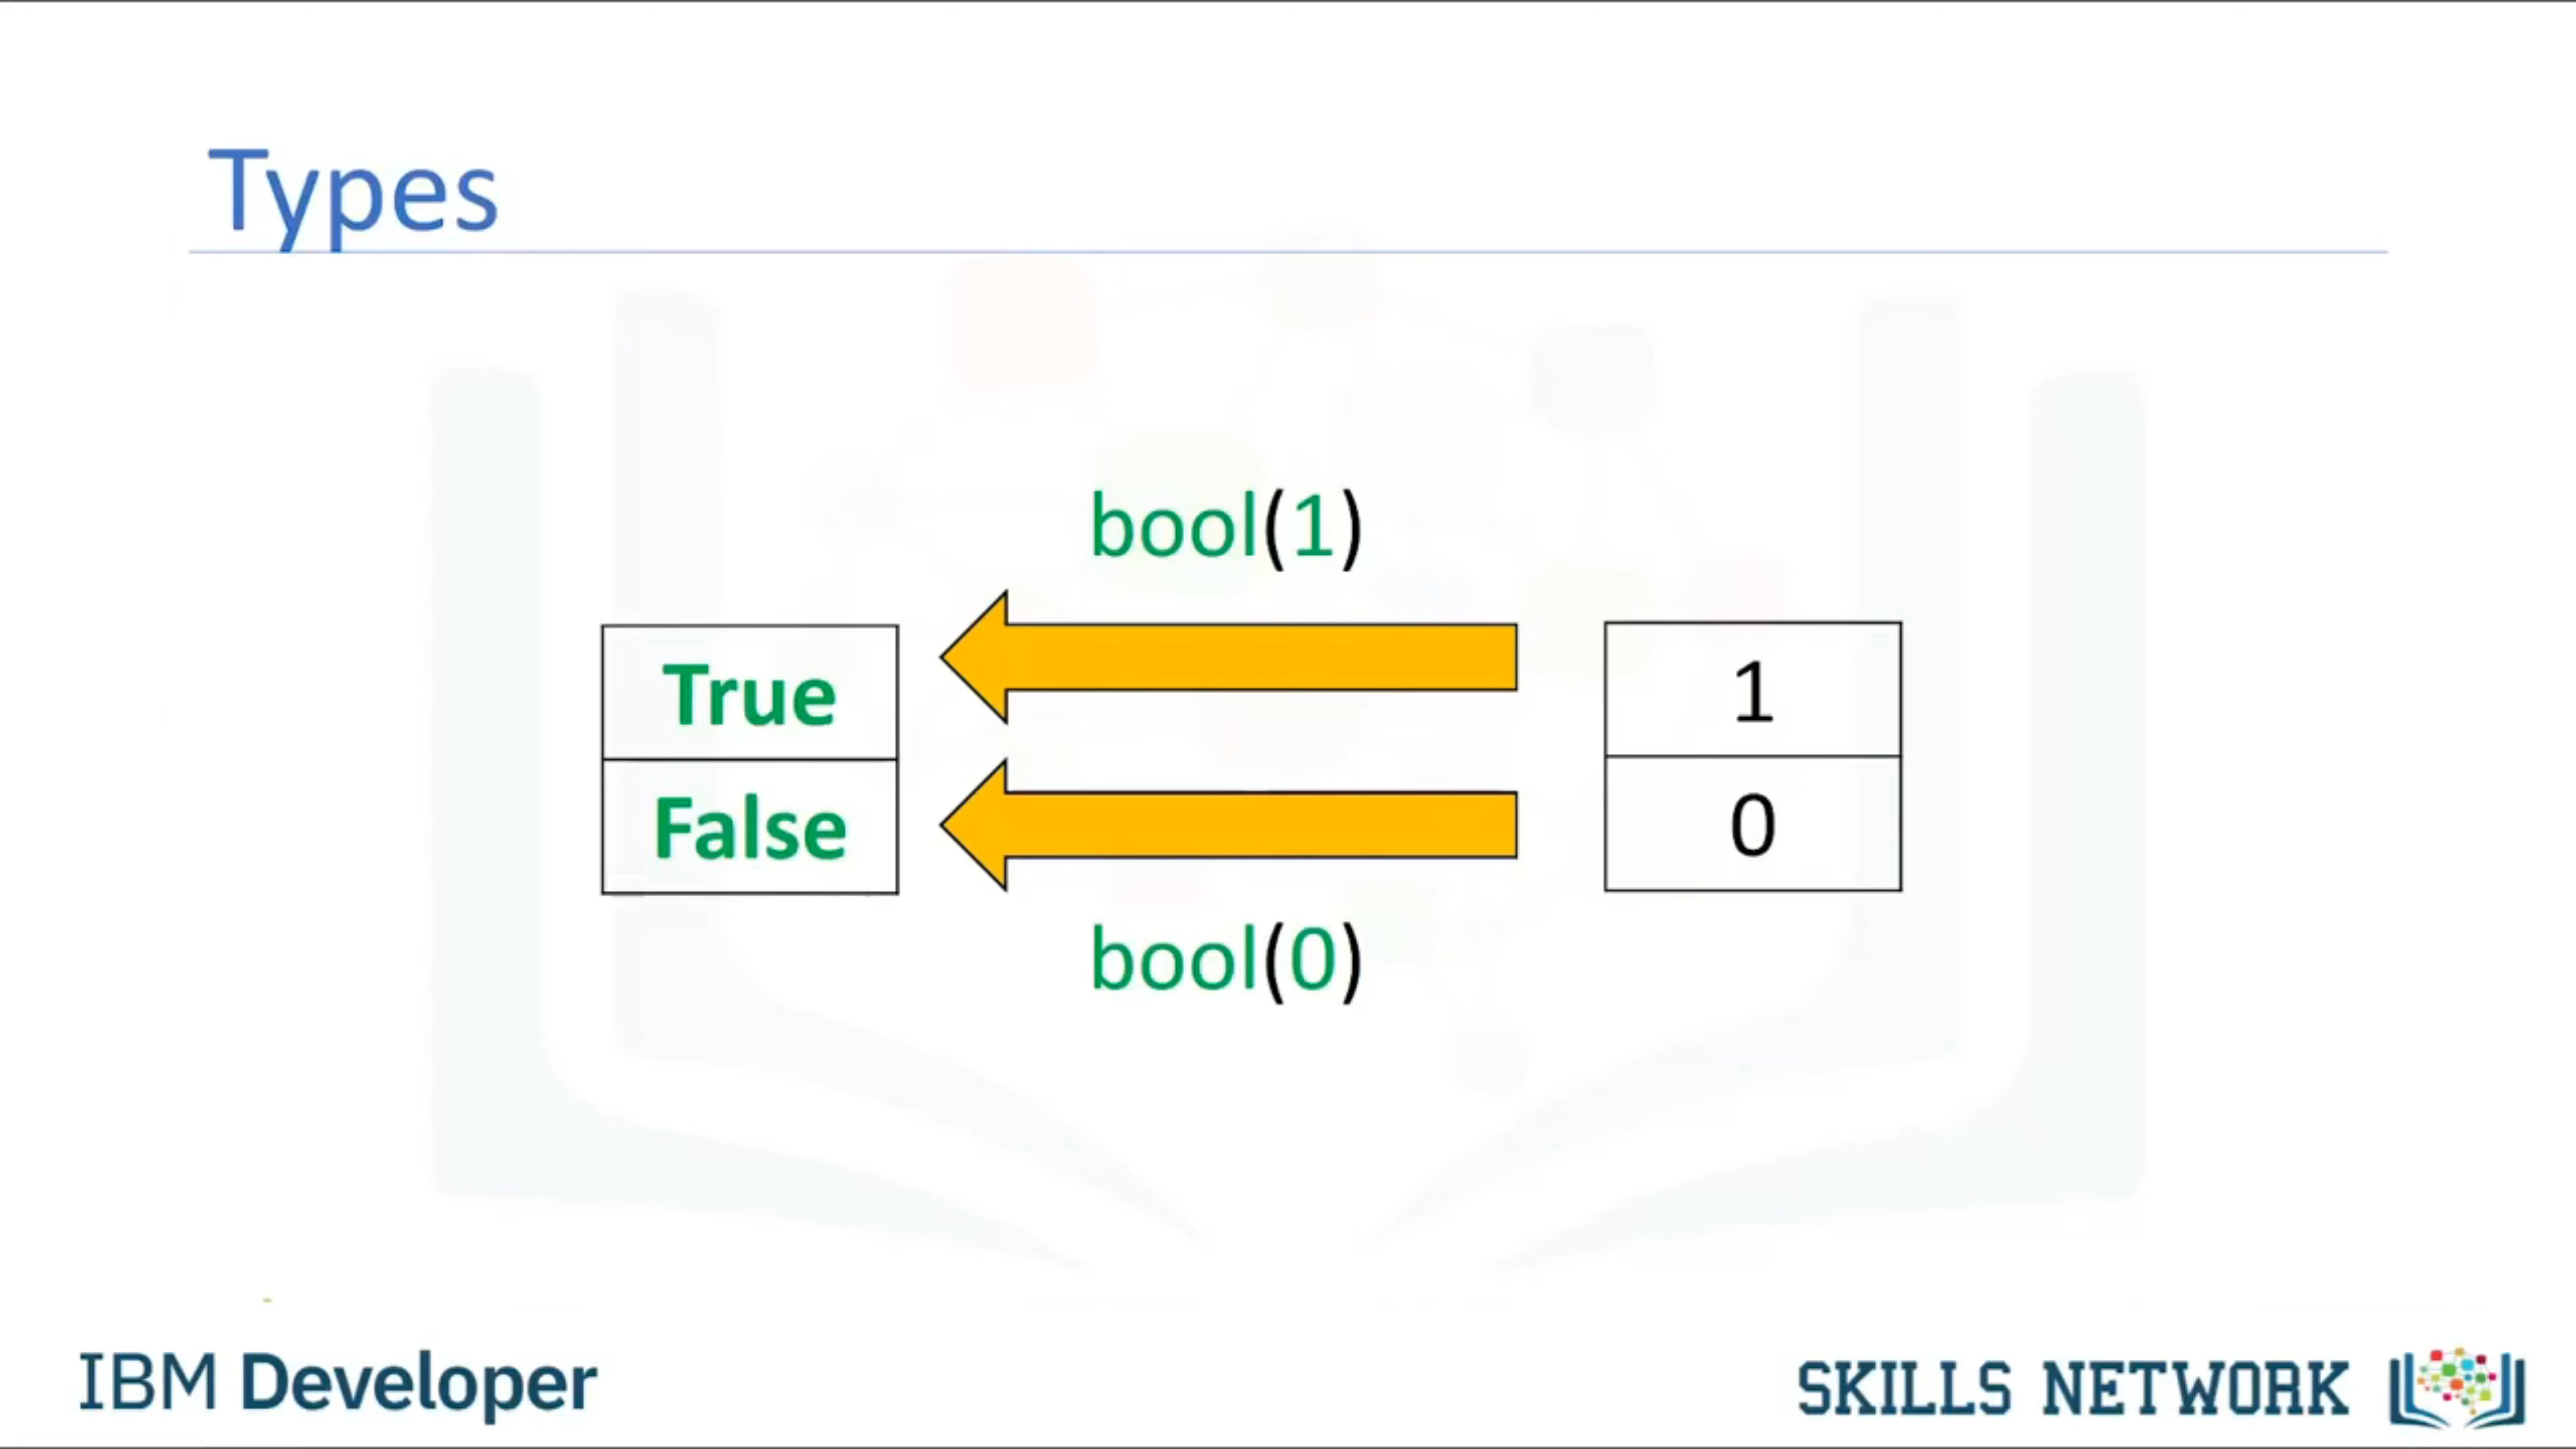 Types
bool(1)
True
1
False
0
bool(0)
IBM Developer
SKILLS NETWORK